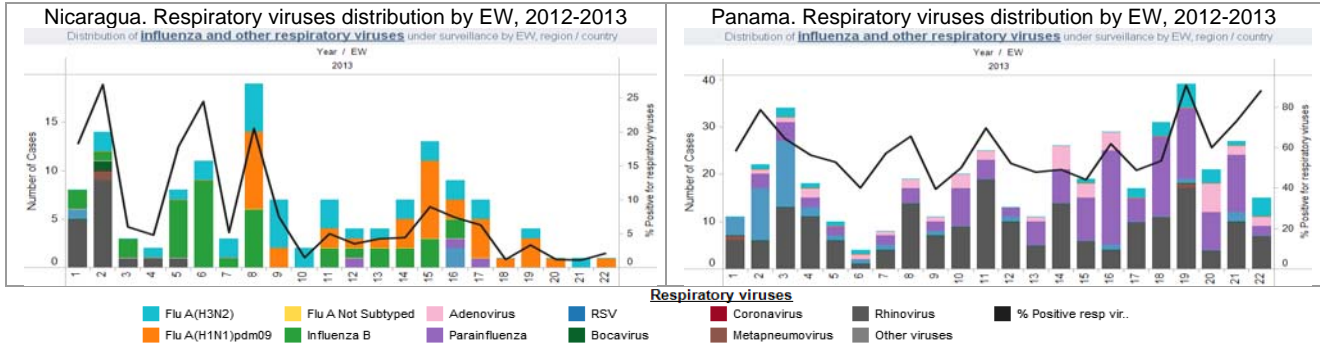 Nicaragua. Respiratory viruses distribution by EW, 2012-2013
Distribution of influenza and other respiratory viruses under surveillance by EW, region / country
Year / EW
2013
Number of Cases
15
10
5
0
% Positive for respiratory viruses
25
20
15
10
5
0
1 2 3 4 5 6 7 8 9 10 11 12 13 14 15 16 17 18 19 20 21 22
Panama. Respiratory viruses distribution by EW, 2012-2013
Distribution of influenza and other respiratory viruses under surveillance by EW, region / country
Year / EW
2013
Number of Cases
40
30
20
10
0
% Positive for respiratory viruses
80
60
40
20
0
1 2 3 4 5 6 7 8 9 10 11 12 13 14 15 16 17 18 19 20 21 22
Respiratory viruses
Flu A(H3N2) Flu A Not Subtyped Adenovirus RSV Coronavirus Rhinovirus % Positive resp vir..
Flu A(H1N1)pdm09 Influenza B Parainfluenza Bocavirus Metapneumovirus Other viruses